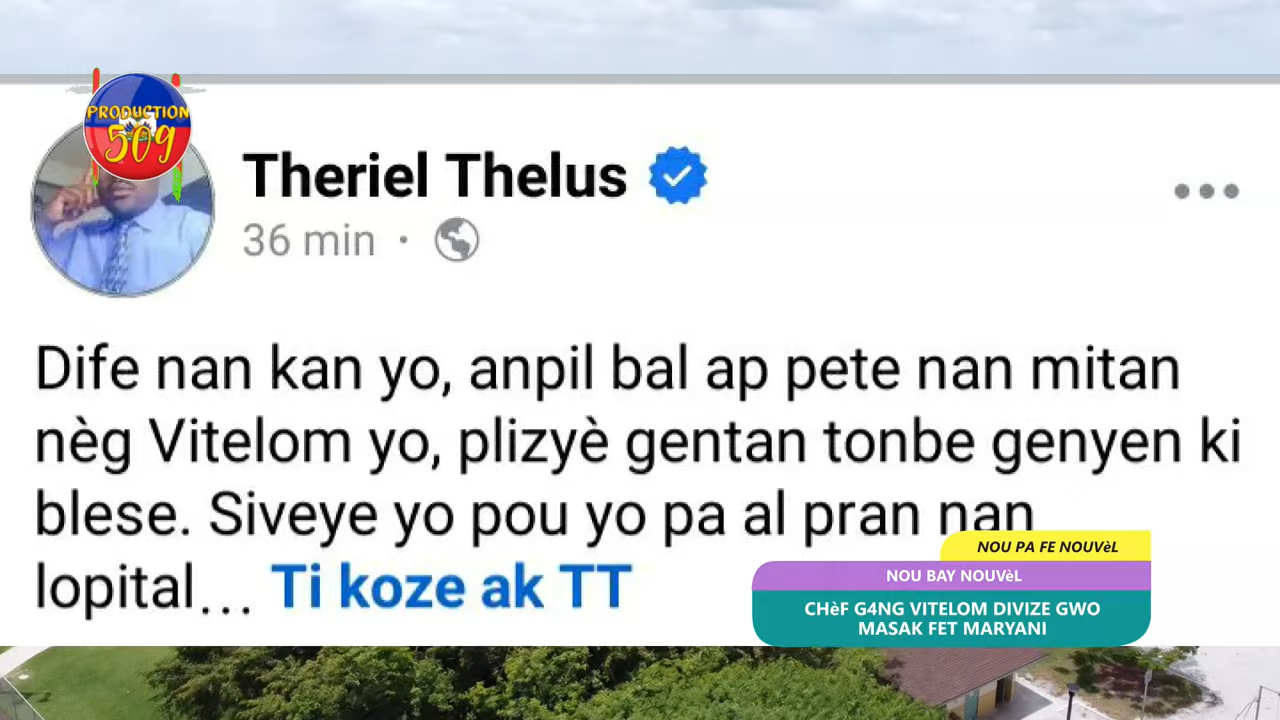 PRODUCTION
509
Theriel Thelus
36 min ·
Dife nan kan yo, anpil bal ap pete nan mitan
nèg Vitelom yo, plizyè gentan tonbe genyen ki
blese. Siveye yo pou yo pa al pran nan
lopital... Ti koze ak TT
NOU PA FE NOUVèL
NOU BAY NOUVèL
CHèF G4NG VITELOM DIVIZE GWO
MASAK FET MARYANI